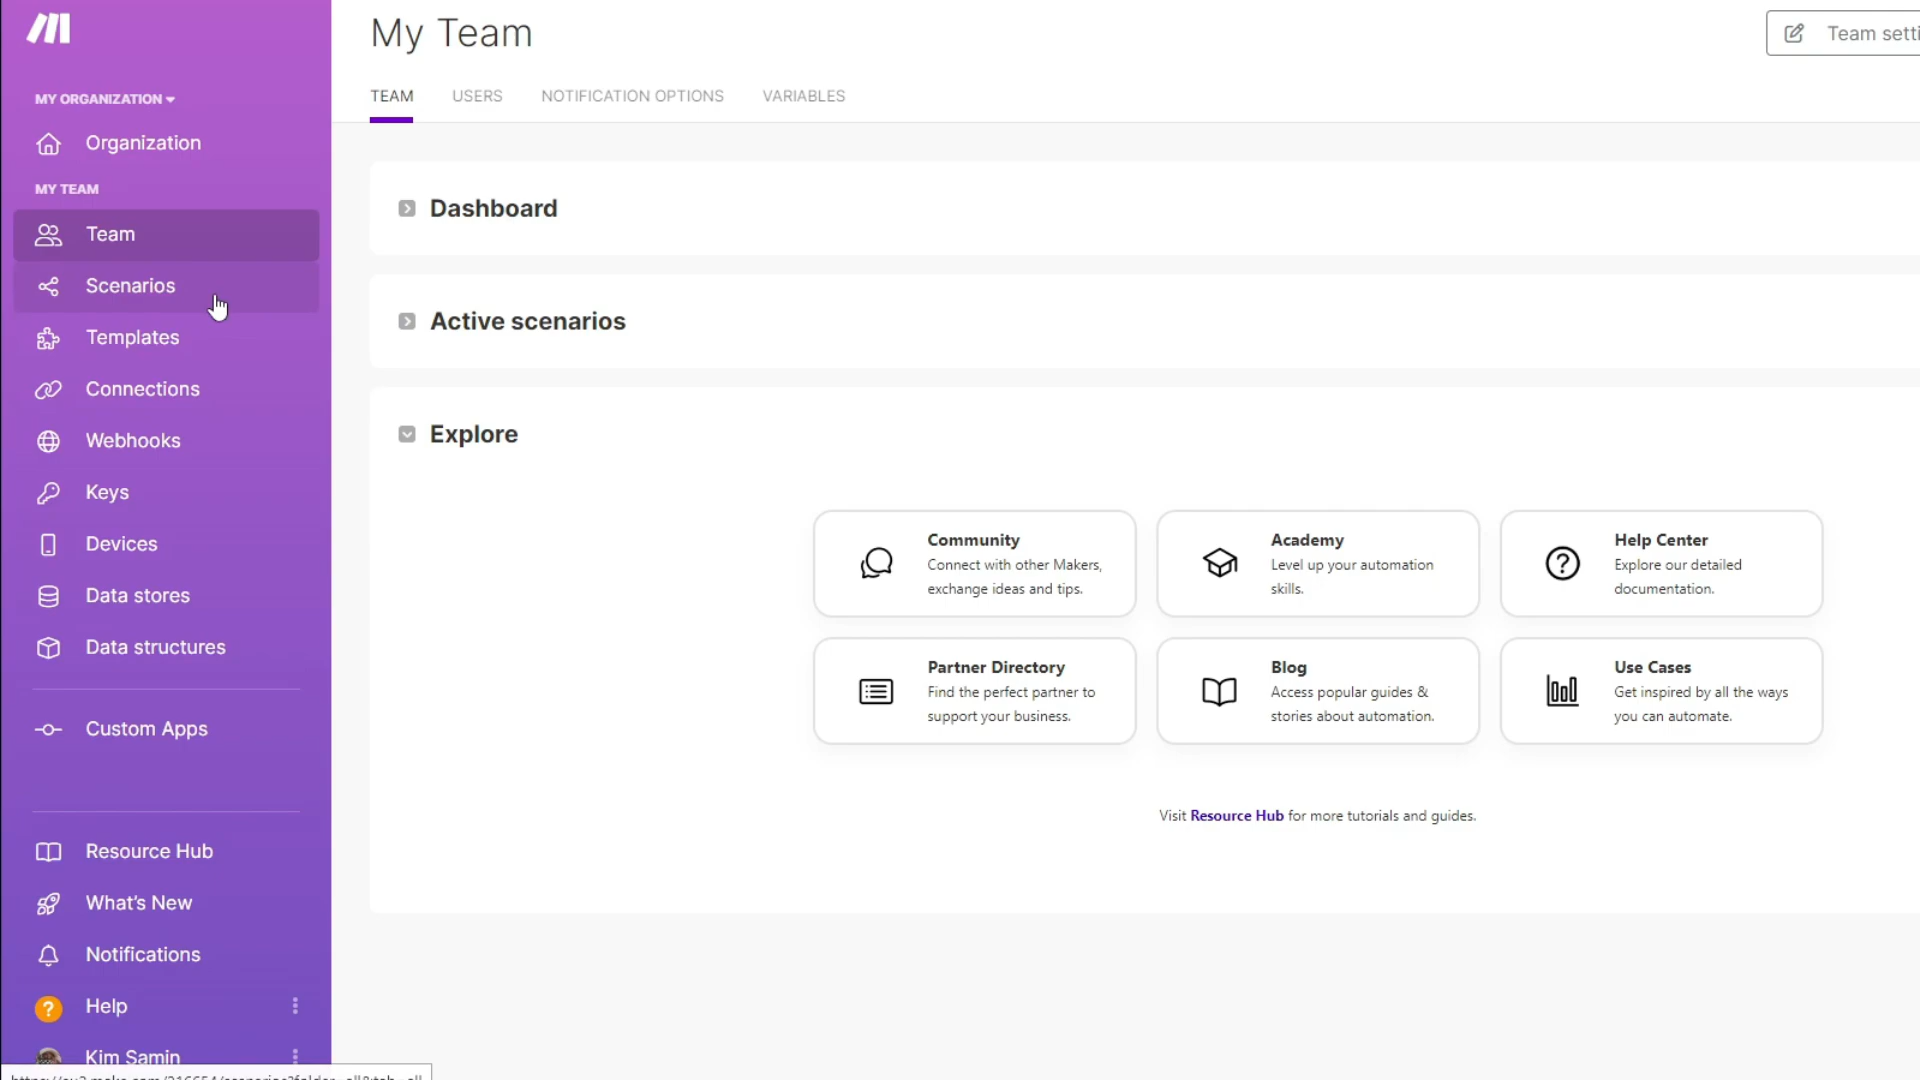 My Team
Team
TEAM
USERS
NOTIFICATION OPTIONS
VARIABLES
MY ORGANIZATION
Organization
MY TEAM
Team
Scenarios
Templates
Connections
Webhooks
Keys
Devices
Data stores
Data structures
Custom Apps
Resource Hub
What's New
Notifications
Help
Kim Samin
Dashboard
Active scenarios
Explore
Community
Connect with other Makers,
exchange ideas and tips.
Academy
Level up your automation
skills.
Help Center
Explore our detailed
documentation.
Partner Directory
Find the perfect partner to
support your business.
Blog
Access popular guides &
stories about automation.
Use Cases
Get inspired by all the ways
you can automate.
Visit Resource Hub for more tutorials and guides.